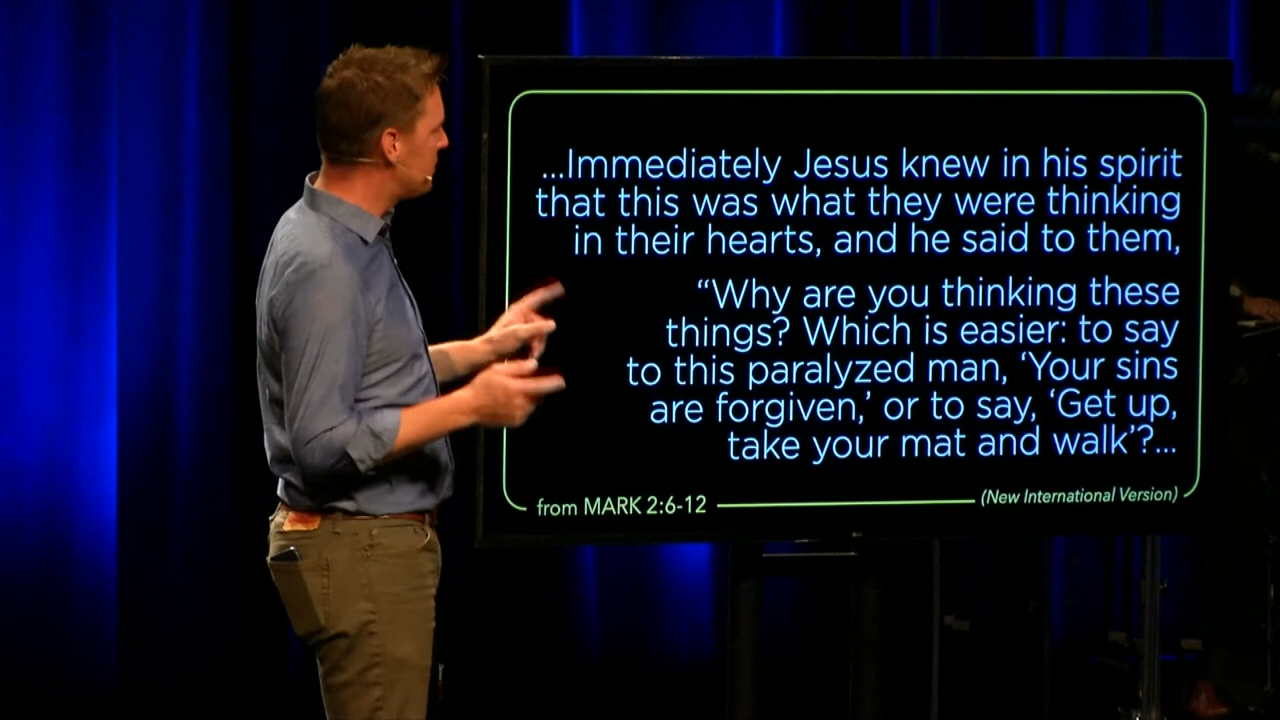 ...Immediately Jesus knew in his spirit
that this was what they were thinking
in their hearts, and he said to them,
“Why are you thinking these
things? Which is easier: to say
to this paralyzed man, ‘Your sins
are forgiven,’ or to say, ‘Get up,
take your mat and walk’?...
from MARK 2:6-12
(New International Version)